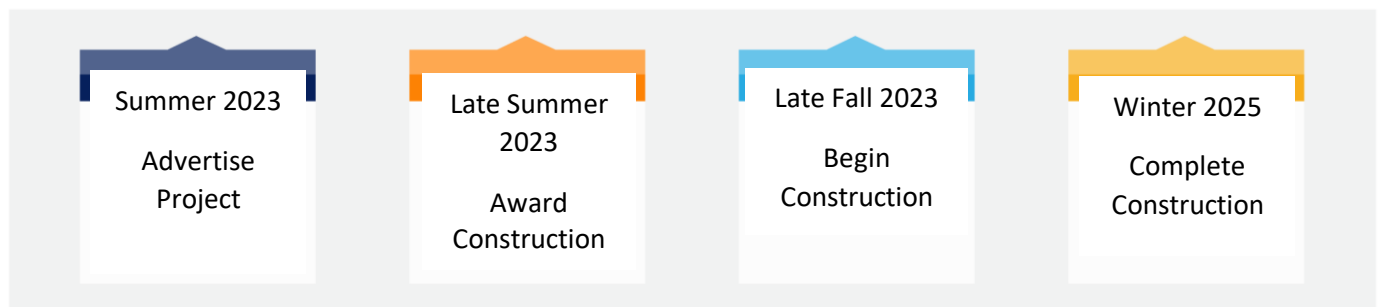 Summer 2023
Advertise
Project
Late Summer
2023
Award
Construction
Late Fall 2023
Begin
Construction
Winter 2025
Complete
Construction